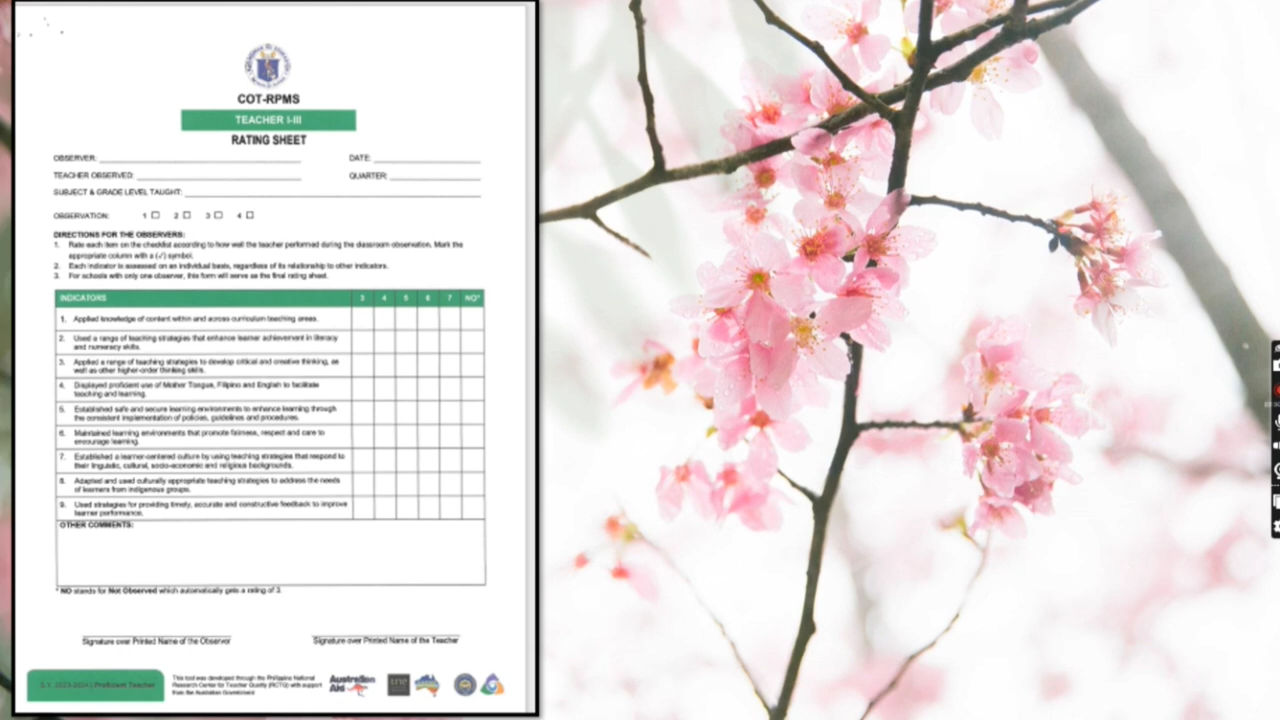 COT-RPMS
TEACHER I-III
RATING SHEET
OBSERVER:
DATE:
TEACHER OBSERVED:
QUARTER:
SUBJECT & GRADE LEVEL TAUGHT:
OBSERVATION: 1 2 3 4
DIRECTIONS FOR THE OBSERVERS:
1. Rate each item on the checklist according to how well the teacher performed during the classroom observation. Mark the
appropriate column with a (✓) symbol.
2. Each indicator is assessed on an individual basis, regardless of its relationship to other indicators.
3. For schools with only one observer, this form will serve as the final rating sheet.
INDICATORS 3 4 5 6 7 NO*
1. Applied knowledge of content within and across curriculum teaching areas.
2. Used a range of teaching strategies that enhance learner achievement in literacy
and numeracy skills.
3. Applied a range of teaching strategies to develop critical and creative thinking, as
well as other higher-order thinking skills.
4. Displayed proficient use of Mother Tongue, Filipino and English to facilitate
teaching and learning.
5. Established safe and secure learning environments to enhance learning through
the consistent implementation of policies, guidelines and procedures.
6. Maintained learning environments that promote fairness, respect and care to
encourage learning.
7. Established a learner-centered culture by using teaching strategies that respond to
their linguistic, cultural, socio-economic and religious backgrounds.
8. Adapted and used culturally appropriate teaching strategies to address the needs
of learners from indigenous groups.
9. Used strategies for providing timely, accurate and constructive feedback to improve
learner performance.
OTHER COMMENTS:
* NO stands for Not Observed which automatically gets a rating of 3.
Signature over Printed Name of the Observer
Signature over Printed Name of the Teacher
S.Y. 2023-2024 | Proficient Teacher
This tool was developed through the Philippine National
Research Center for Teacher Quality (RCTQ) with support
from the Australian Government
Australian
Aid